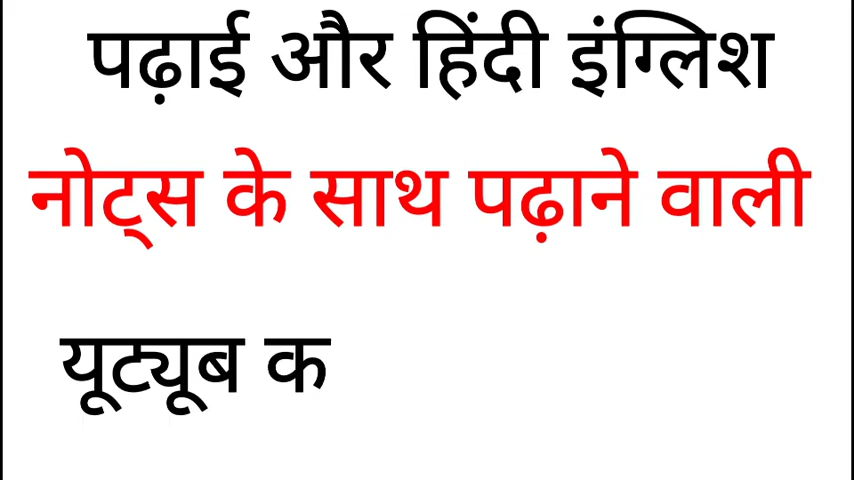 पढ़ाई और हिंदी इंग्लिश
नोट्स के साथ पढ़ाने वाली
यूट्यूब क